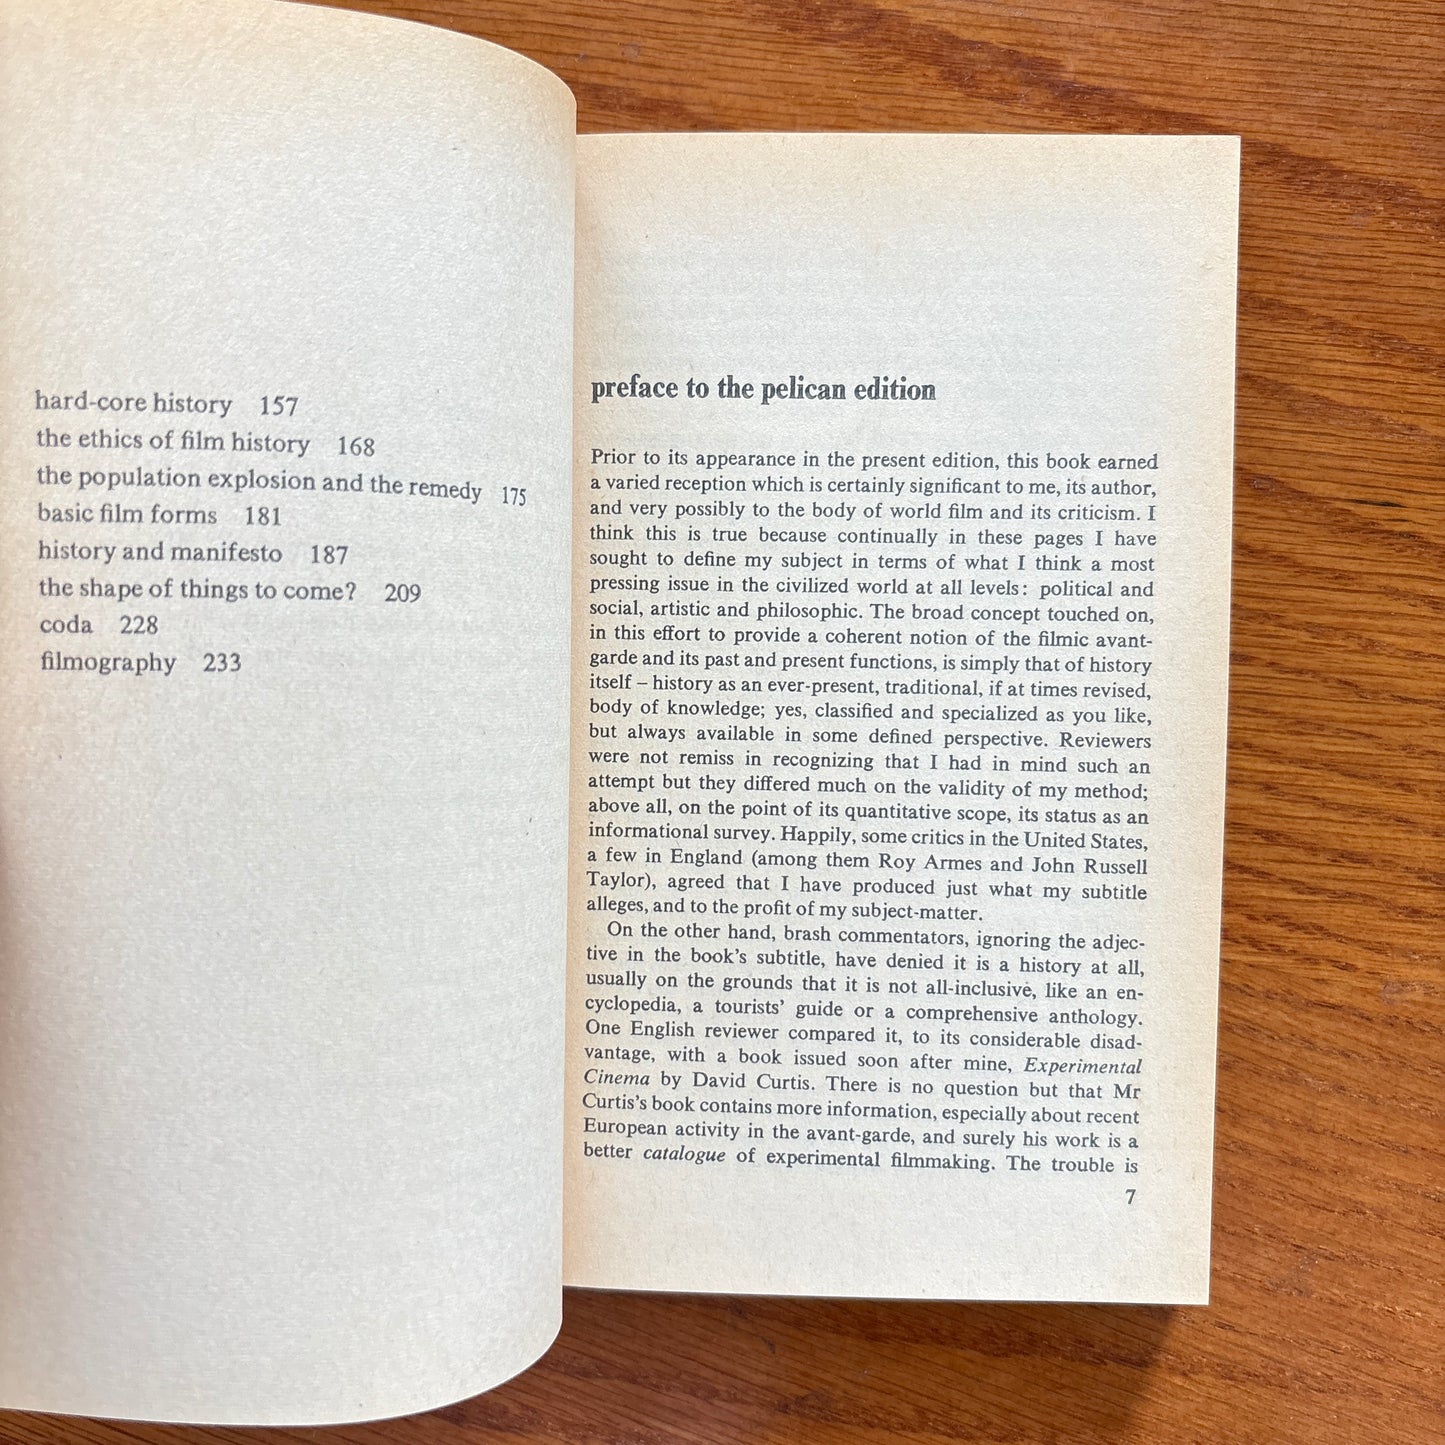 hard-core history 157
the ethics of film history 168
the population explosion and the remedy 175
basic film forms 181
history and manifesto 187
the shape of things to come? 209
coda 228
filmography 233
preface to the pelican edition
Prior to its appearance in the present edition, this book earned
a varied reception which is certainly significant to me, its author,
and very possibly to the body of world film and its criticism. I
think this is true because continually in these pages I have
sought to define my subject in terms of what I think a most
pressing issue in the civilized world at all levels: political and
social, artistic and philosophic. The broad concept touched on,
in this effort to provide a coherent notion of the filmic avant-
garde and its past and present functions, is simply that of history
itself – history as an ever-present, traditional, if at times revised,
body of knowledge; yes, classified and specialized as you like,
but always available in some defined perspective. Reviewers
were not remiss in recognizing that I had in mind such an
attempt but they differed much on the validity of my method;
above all, on the point of its quantitative scope, its status as an
informational survey. Happily, some critics in the United States,
a few in England (among them Roy Armes and John Russell
Taylor), agreed that I have produced just what my subtitle
alleges, and to the profit of my subject-matter.
On the other hand, brash commentators, ignoring the adjec-
tive in the book's subtitle, have denied it is a history at all,
usually on the grounds that it is not all-inclusive, like an en-
cyclopedia, a tourists' guide or a comprehensive anthology.
One English reviewer compared it, to its considerable disad-
vantage, with a book issued soon after mine, Experimental
Cinema by David Curtis. There is no question but that Mr
Curtis's book contains more information, especially about recent
European activity in the avant-garde, and surely his work is a
better catalogue of experimental filmmaking. The trouble is
7